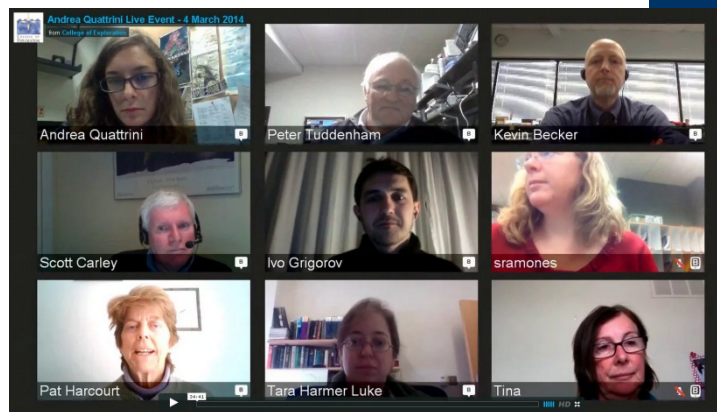 Andrea Quattrini Live Event - 4 March 2014
from College of Exploration
Andrea Quattrini
B
Peter Tuddenham
B
Kevin Becker
B
Scott Carley
B
Ivo Grigorov
B
sramones
B
Pat Harcourt
B
Tara Harmer Luke
B
Tina
B
54:41
HD